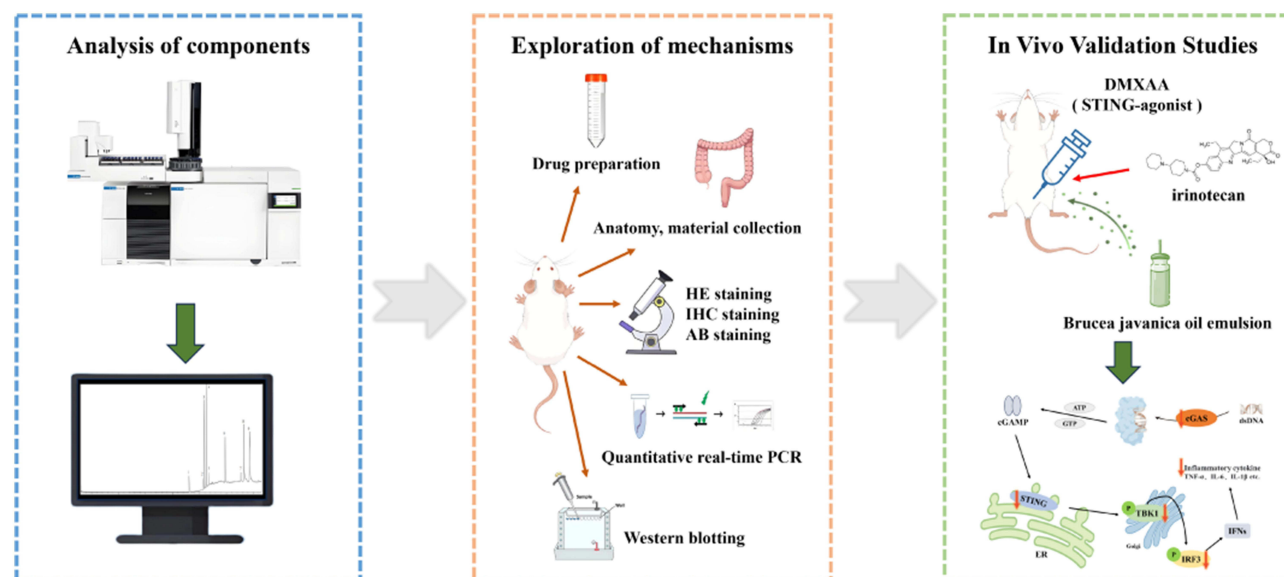 Analysis of components
Exploration of mechanisms
Drug preparation
Anatomy, material collection
HE staining
IHC staining
AB staining
Quantitative real-time PCR
Sample
Well
Western blotting
In Vivo Validation Studies
DMXAA
( STING-agonist )
irinotecan
Brucea javanica oil emulsion
cGAMP
ATP
GTP
cGAS
dsDNA
Inflammatory cytokine
TNF-α、IL-6、IL-1β etc.
STING
ER
P
TBK1
Golgi
P
IRF3
IFNs